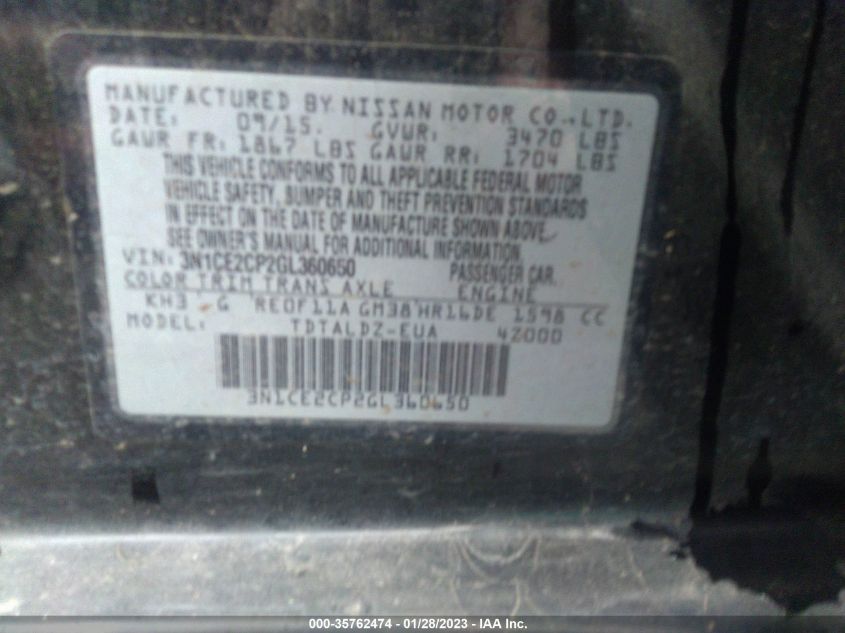 MANUFACTURED BY NISSAN MOTOR CO., LTD.
DATE: 09/15. GVWR: 3470 LBS
GAWR FR: 1867 LBS GAWR RR: 1704 LBS
THIS VEHICLE CONFORMS TO ALL APPLICABLE FEDERAL MOTOR
VEHICLE SAFETY, BUMPER AND THEFT PREVENTION STANDARDS
IN EFFECT ON THE DATE OF MANUFACTURE SHOWN ABOVE.
SEE OWNER'S MANUAL FOR ADDITIONAL INFORMATION.
VIN: 3N1CE2CP2GL360650 PASSENGER CAR.
COLOR TRIM TRANS AXLE ENGINE
KH3 G RE0F11A GM38 HR16DE 1598 CC
MODEL: TDTALDZ-EUA 4Z000
3N1CE2CP2GL360650
000-35762474 - 01/28/2023 - IAA Inc.